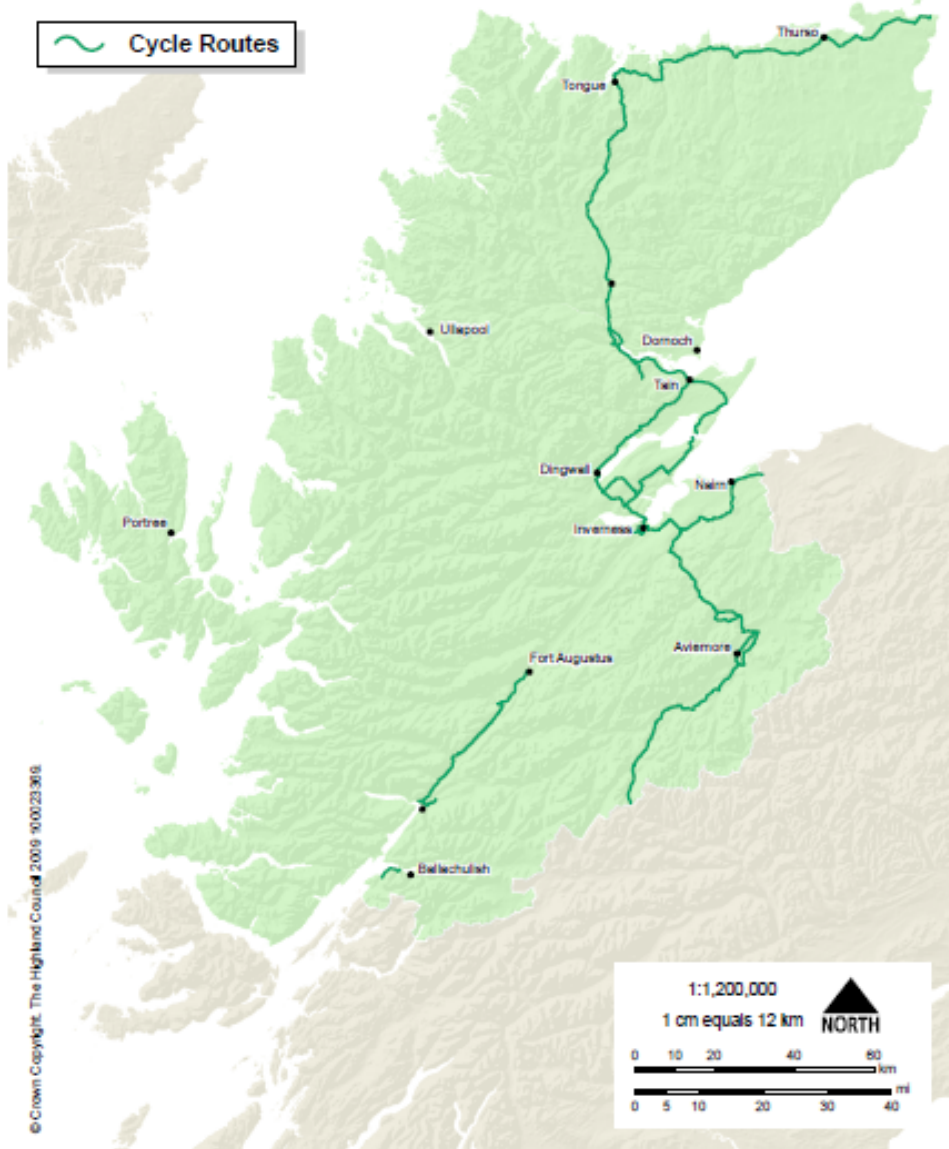 Cycle Routes
Thurso
Tongue
Ullapool
Dornoch
Tain
Dingwall
Nairn
Portree
Inverness
Aviemore
Fort Augustus
Ballachulish
© Crown Copyright. The Highland Council 2009 100023369.
1:1,200,000
1 cm equals 12 km
NORTH
0 10 20 40 60
km
mi
0 5 10 20 30 40